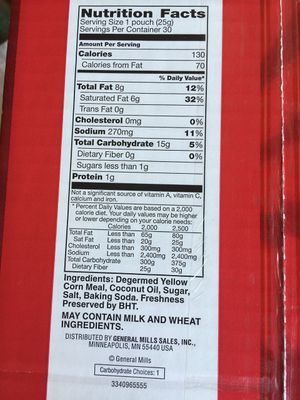 Nutrition Facts
Serving Size 1 pouch (25g)
Servings Per Container 30
Amount Per Serving
Calories 130
Calories from Fat 70
% Daily Value*
Total Fat 8g 12%
Saturated Fat 6g 32%
Trans Fat 0g
Cholesterol 0mg 0%
Sodium 270mg 11%
Total Carbohydrate 15g 5%
Dietary Fiber 0g 0%
Sugars less than 1g
Protein 1g
Not a significant source of vitamin A, vitamin C,
calcium and iron.
* Percent Daily Values are based on a 2,000
calorie diet. Your daily values may be higher
or lower depending on your calorie needs:
Calories 2,000 2,500
Total Fat Less than 65g 80g
Sat Fat Less than 20g 25g
Cholesterol Less than 300mg 300mg
Sodium Less than 2,400mg 2,400mg
Total Carbohydrate 300g 375g
Dietary Fiber 25g 30g
Ingredients: Degermed Yellow
Corn Meal, Coconut Oil, Sugar,
Salt, Baking Soda. Freshness
Preserved by BHT.
MAY CONTAIN MILK AND WHEAT
INGREDIENTS.
DISTRIBUTED BY GENERAL MILLS SALES, INC.,
MINNEAPOLIS, MN 55440 USA
© General Mills
Carbohydrate Choices: 1
3340965555